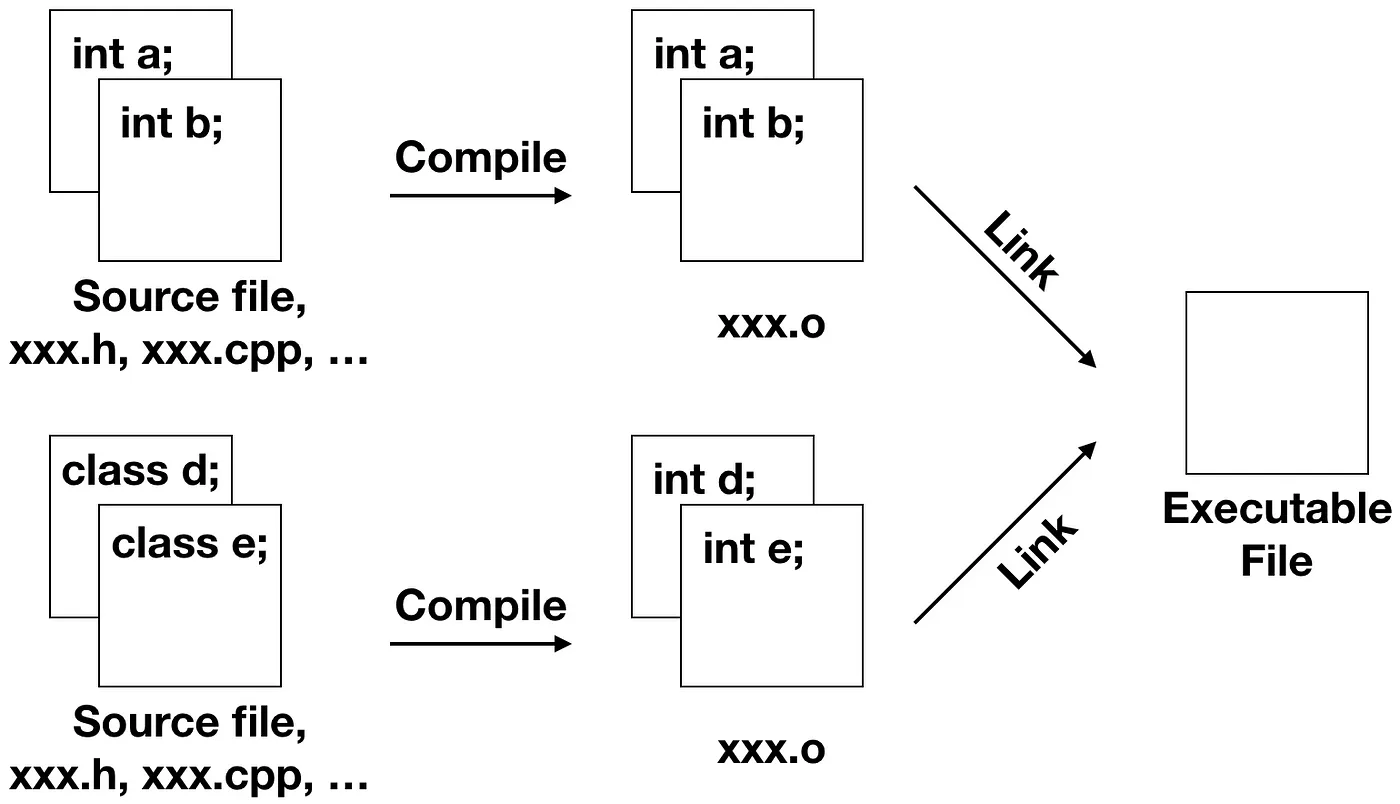 int a;
int b;
Compile
Source file,
xxx.h, xxx.cpp, …
int a;
int b;
xxx.o
Link
class d;
class e;
Compile
Source file,
xxx.h, xxx.cpp, …
int d;
int e;
xxx.o
Link
Executable
File